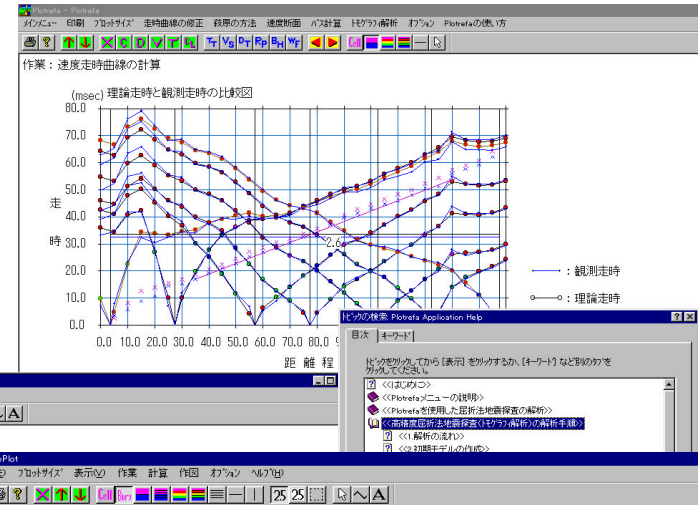 Plotrefa - Plotrefa
ﾒｲﾝﾒﾆｭｰ 印刷 ﾌﾟﾛｯﾄｻｲｽﾞ 走時曲線の修正 萩原の方法 速度断面 ﾊﾟｽ計算 ﾄﾓｸﾞﾗﾌｨ解析 ｵﾌﾟｼｮﾝ Plotrefaの使い方
X C D T TT VS DT RP BH WF Cell
作業：速度走時曲線の計算
(msec) 理論走時と観測走時の比較図
80.0
70.0
60.0
50.0
走
40.0
時
30.0
2.6
20.0
10.0
0.0
：観測走時
：理論走時
0.0 10.0 20.0 30.0 40.0 50.0 60.0 70.0 80.0
距 離 程
ﾄﾋﾟｯｸの検索: Plotrefa Application Help
目次 ｷｰﾜｰﾄﾞ
ﾄﾋﾟｯｸをｸﾘｯｸしてから [表示] をｸﾘｯｸするか、[ｷｰﾜｰﾄﾞ] など別のﾀﾌﾞを
ｸﾘｯｸしてください。
<<はじめに>>
<<Plotrefaメニューの説明>>
<<Plotrefaを使用した屈折法地震探査の解析>>
<<高精度屈折法地震探査(ﾄﾓｸﾞﾗﾌｨ解析)の解析手順>>
<<1.解析の流れ>>
<<2.初期モデルの作成>>
A
Plot
ﾌﾟﾛｯﾄｻｲｽﾞ 表示(V) 作業 計算 作図 ｵﾌﾟｼｮﾝ ﾍﾙﾌﾟ(H)
Cell 25 25 A